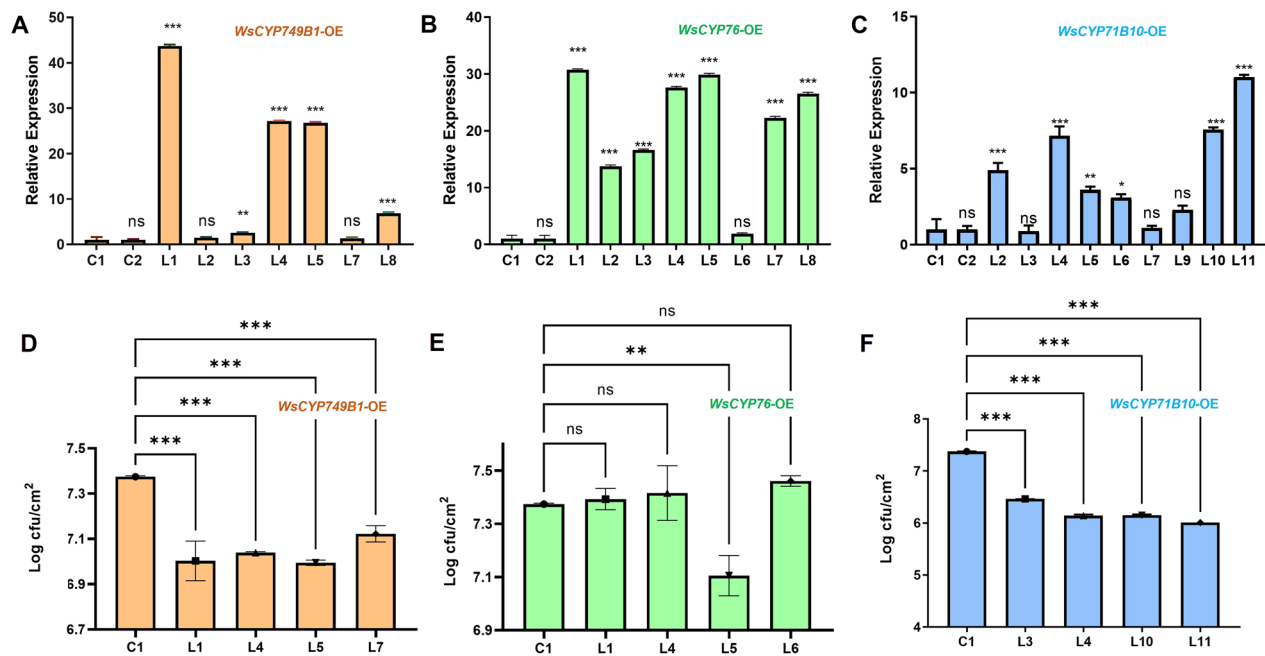 A
WsCYP749B1-OE
Relative Expression
50
40
30
20
10
0
ns
***
ns
**
***
***
ns
***
C1 C2 L1 L2 L3 L4 L5 L7 L8
B
WsCYP76-OE
Relative Expression
40
30
20
10
0
ns
***
***
***
***
***
***
***
C1 C2 L1 L2 L3 L4 L5 L6 L7 L8
C
WsCYP71B10-OE
Relative Expression
15
10
5
0
ns
***
ns
***
**
*
ns
ns
***
***
C1 C2 L2 L3 L4 L5 L6 L7 L9 L10 L11
D
***
***
***
***
WsCYP749B1-OE
Log cfu/cm²
7.5
7.3
7.1
6.9
6.7
C1 L1 L4 L5 L7
E
ns
**
ns
ns
WsCYP76-OE
Log cfu/cm²
7.5
7.3
7.1
6.9
C1 L1 L4 L5 L6
F
***
***
***
***
WsCYP71B10-OE
Log cfu/cm²
8
7
6
5
4
C1 L3 L4 L10 L11